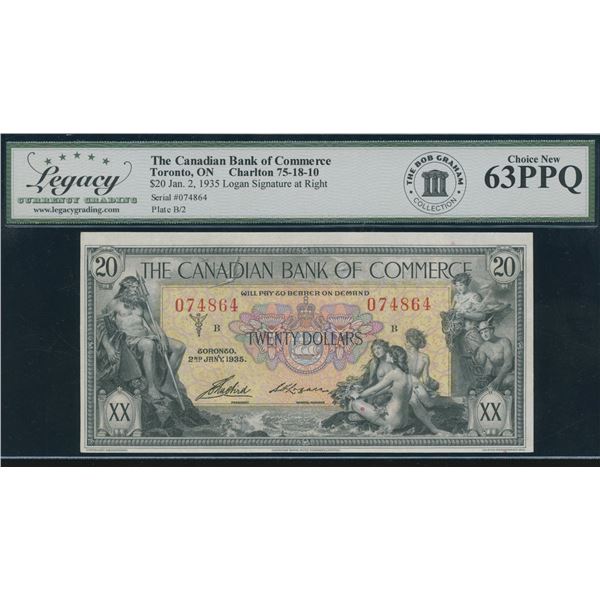 Legacy
CURRENCY GRADING
www.legacygrading.com
The Canadian Bank of Commerce
Toronto, ON Charlton 75-18-10
$20 Jan. 2, 1935 Logan Signature at Right
Serial #074864
Plate B/2
THE BOB GRAHAM
COLLECTION
Choice New
63PPQ
20 20
THE CANADIAN BANK OF COMMERCE
WILL PAY TO BEARER ON DEMAND
074864 074864
B B
TWENTY DOLLARS
TORONTO,
2ND JANY, 1935.
XX XX